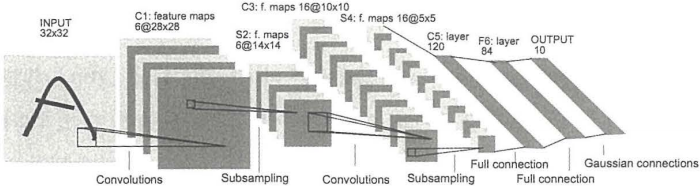 INPUT
32x32
C1: feature maps
6@28x28
S2: f. maps
6@14x14
C3: f. maps 16@10x10
S4: f. maps 16@5x5
C5: layer
120
F6: layer
84
OUTPUT
10
A
Convolutions
Subsampling
Convolutions
Subsampling
Full connection
Full connection
Gaussian connections